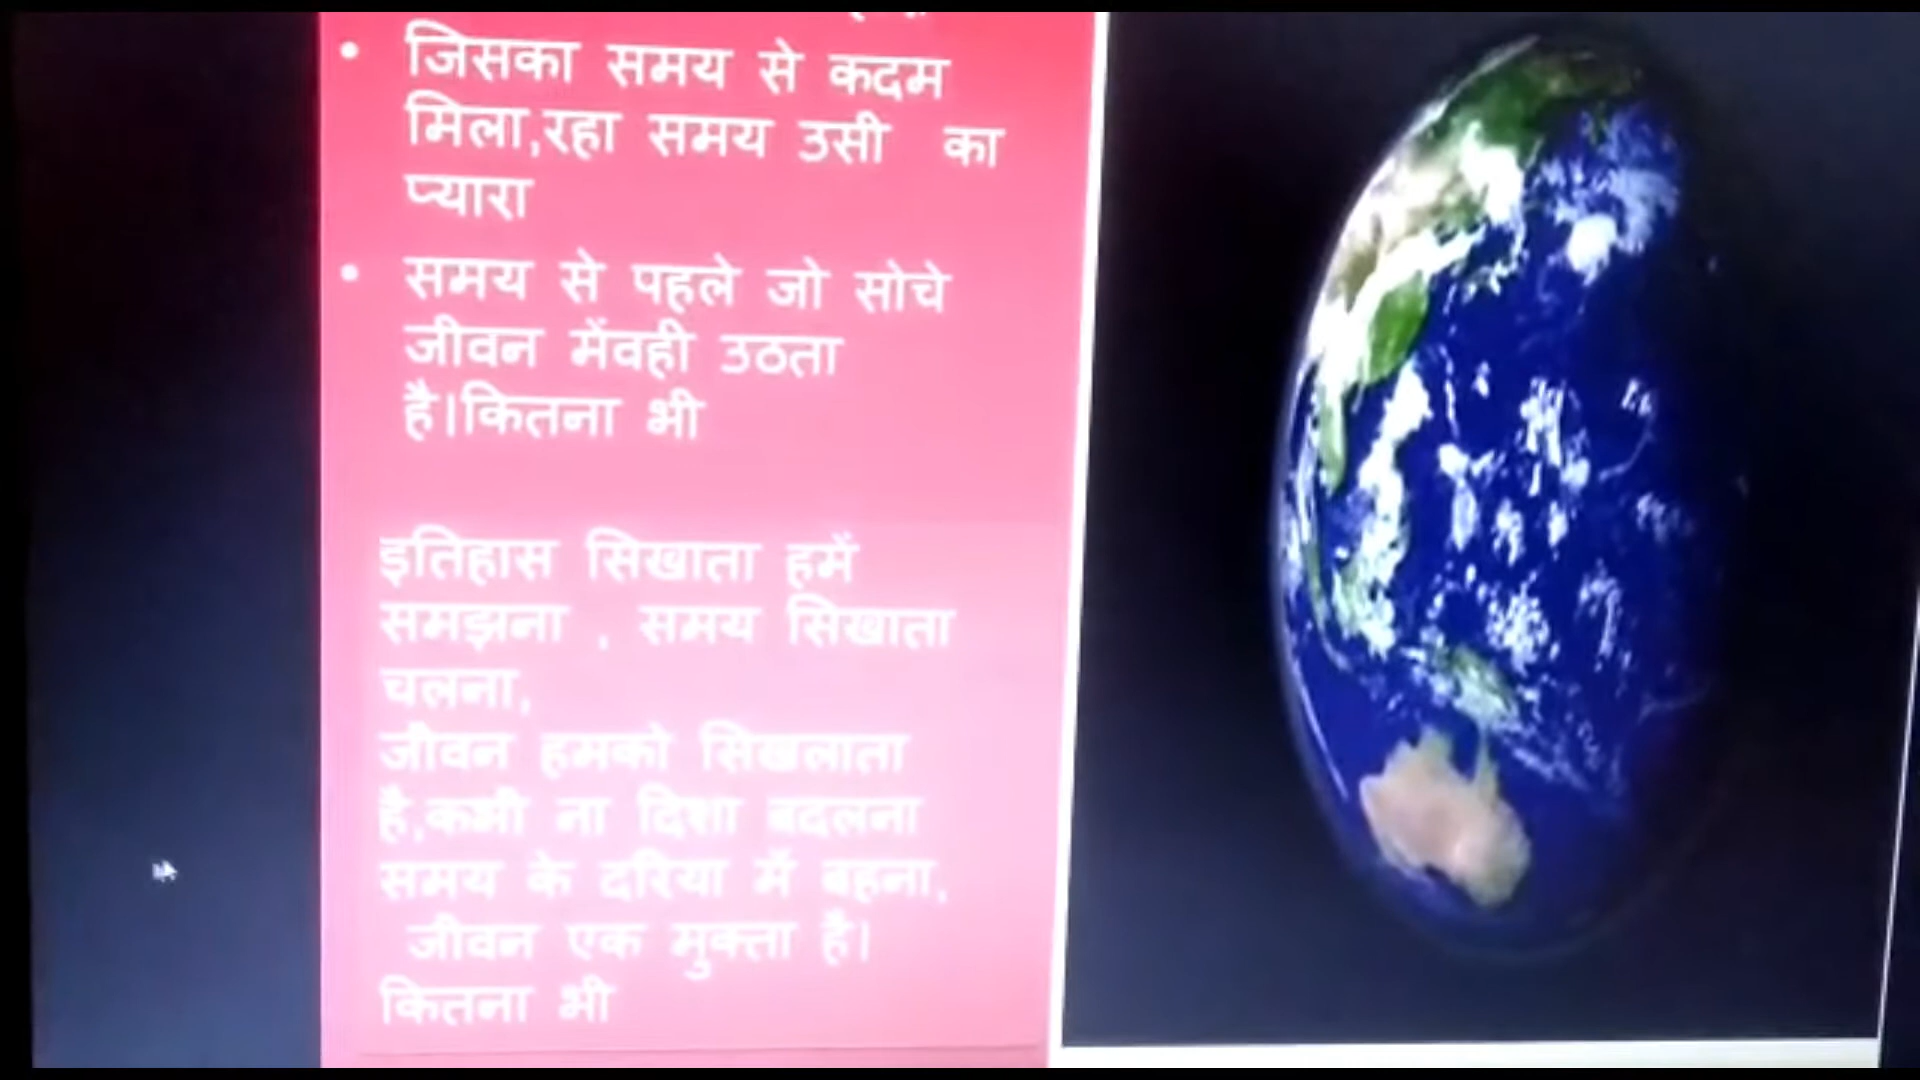 जिसका समय से कदम
मिला,रहा समय उसी का
प्यारा
समय से पहले जो सोचे
जीवन मेंवही उठता
है।कितना भी
इतिहास सिखाता हमें
समझना , समय सिखाता
चलना,
जीवन हमको सिखलाता
है,कभी ना दिशा बदलना
समय के दरिया में बहना,
जीवन एक मुक्ता है।
कितना भी